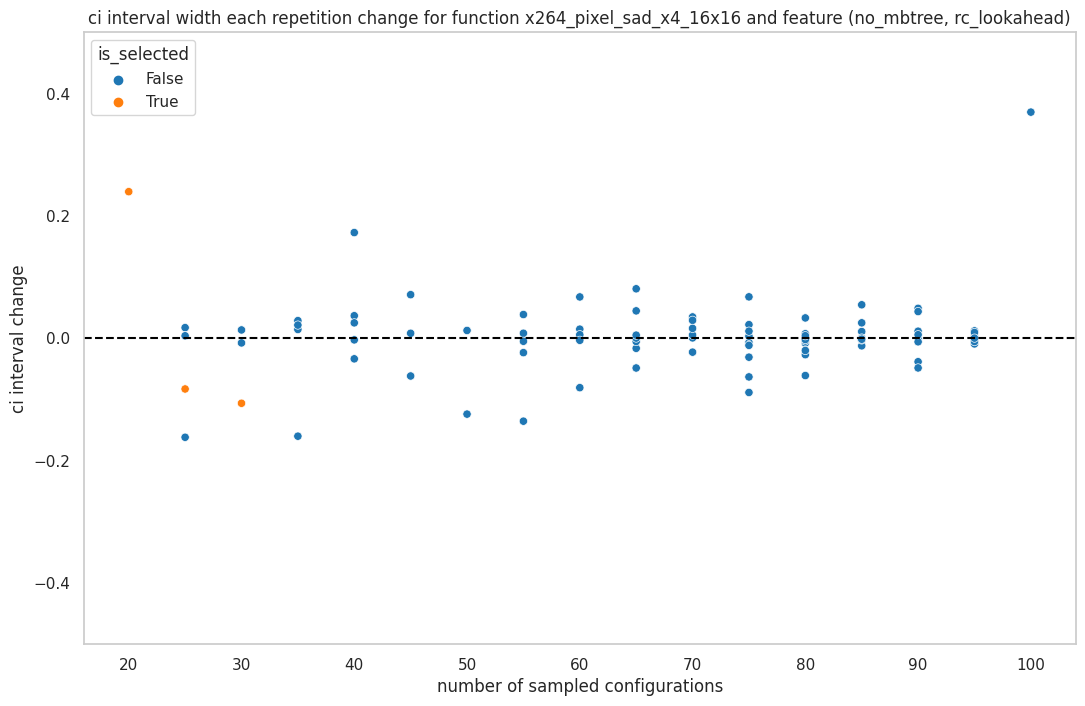 ci interval width each repetition change for function x264_pixel_sad_x4_16x16 and feature (no_mbtree, rc_lookahead)
is_selected
False
True
ci interval change
0.4
0.2
0.0
−0.2
−0.4
20 30 40 50 60 70 80 90 100
number of sampled configurations